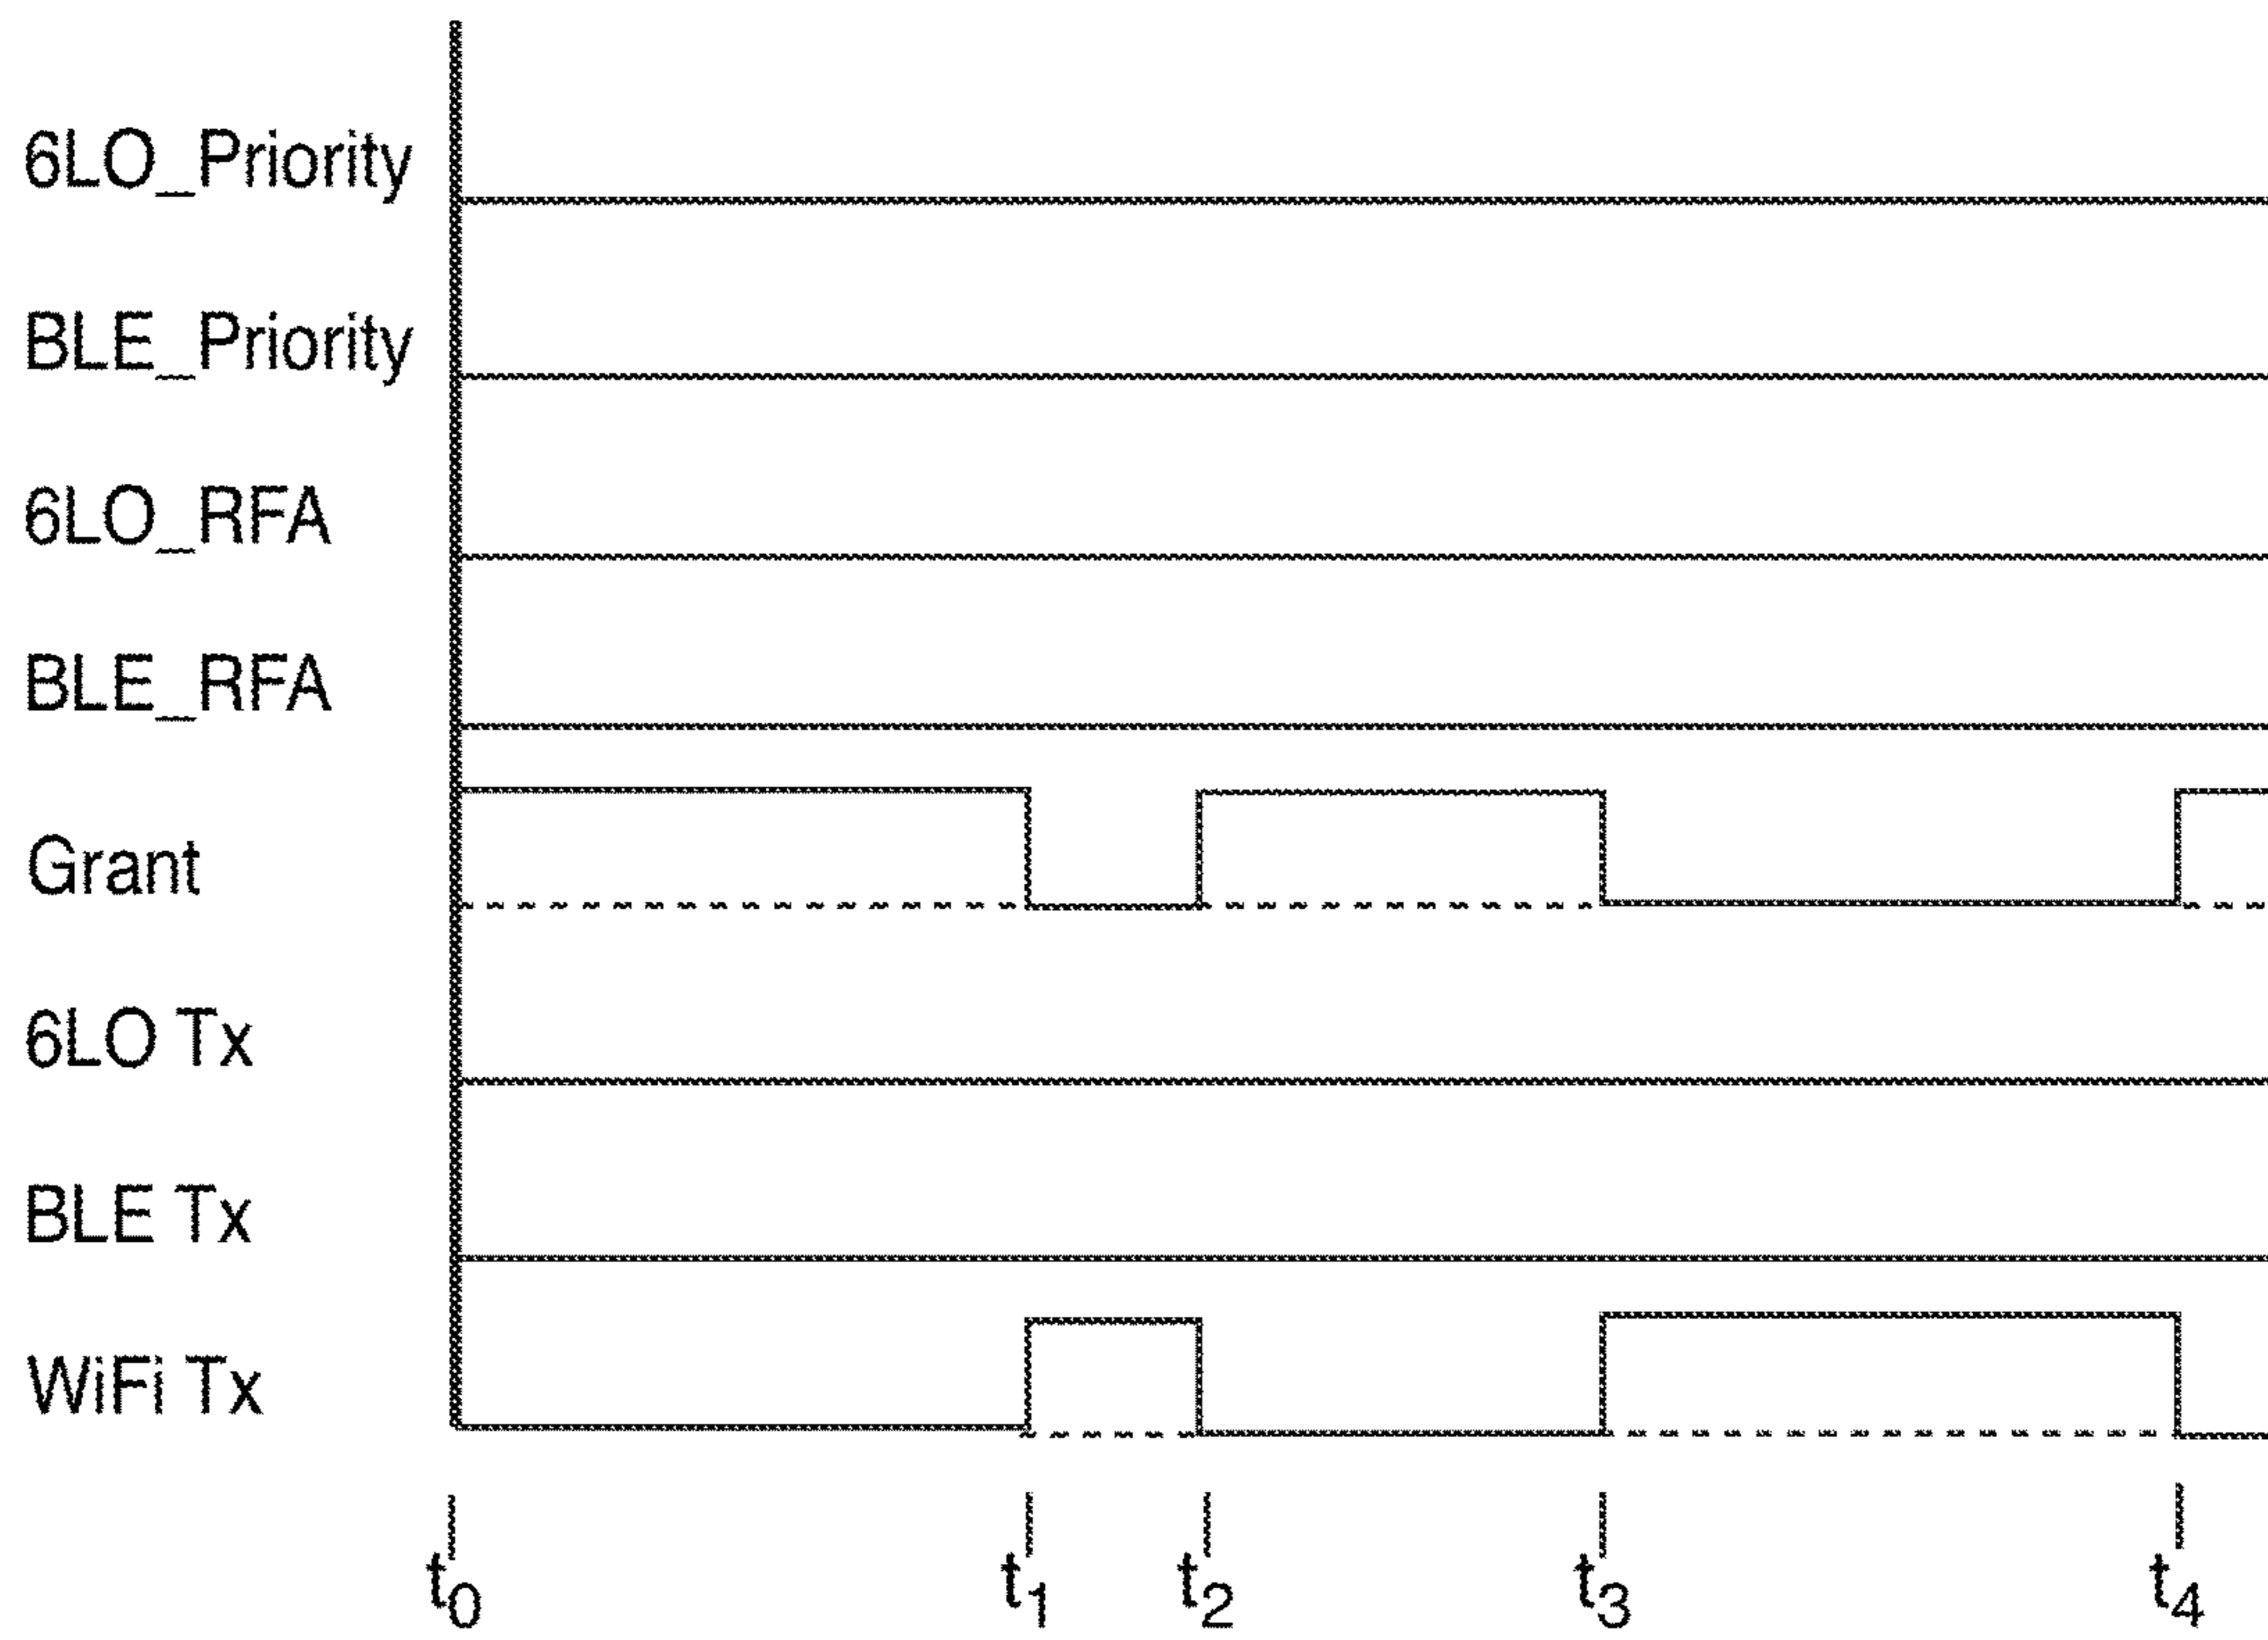 6LO_Priority
BLE_Priority
6LO_RFA
BLE_RFA
Grant
6LO Tx
BLE Tx
WiFi Tx
t0 t1 t2 t3 t4